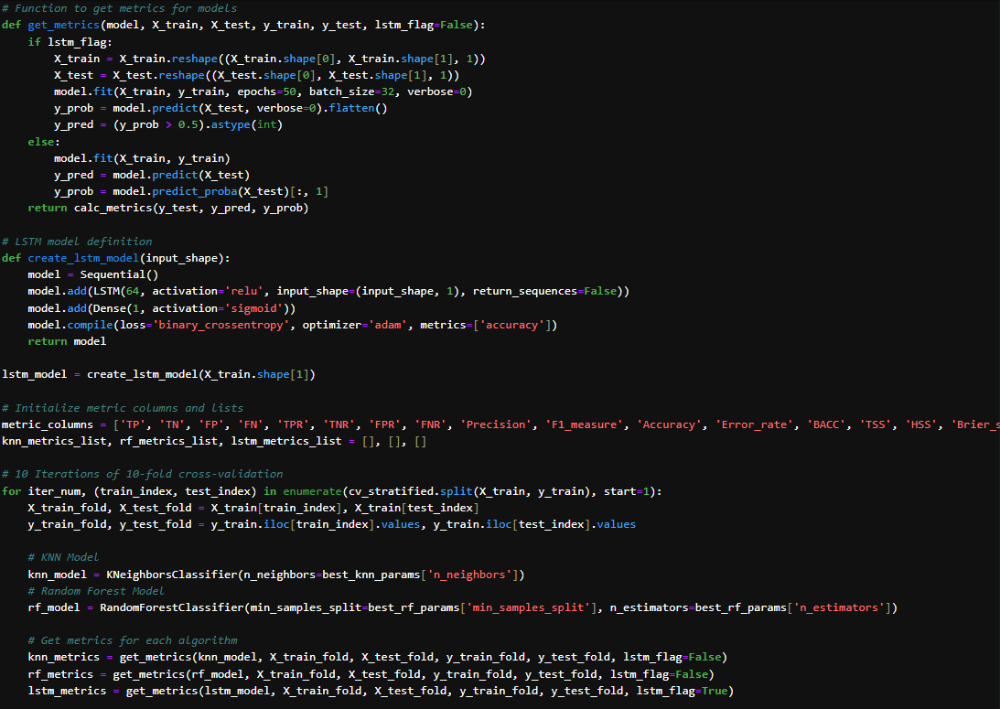 # Function to get metrics for models
def get_metrics(model, X_train, X_test, y_train, y_test, lstm_flag=False):
    if lstm_flag:
        X_train = X_train.reshape((X_train.shape[0], X_train.shape[1], 1))
        X_test = X_test.reshape((X_test.shape[0], X_test.shape[1], 1))
        model.fit(X_train, y_train, epochs=50, batch_size=32, verbose=0)
        y_prob = model.predict(X_test, verbose=0).flatten()
        y_pred = (y_prob > 0.5).astype(int)
    else:
        model.fit(X_train, y_train)
        y_pred = model.predict(X_test)
        y_prob = model.predict_proba(X_test)[:, 1]
    return calc_metrics(y_test, y_pred, y_prob)

# LSTM model definition
def create_lstm_model(input_shape):
    model = Sequential()
    model.add(LSTM(64, activation='relu', input_shape=(input_shape, 1), return_sequences=False))
    model.add(Dense(1, activation='sigmoid'))
    model.compile(loss='binary_crossentropy', optimizer='adam', metrics=['accuracy'])
    return model

lstm_model = create_lstm_model(X_train.shape[1])

# Initialize metric columns and lists
metric_columns = ['TP', 'TN', 'FP', 'FN', 'TPR', 'TNR', 'FPR', 'FNR', 'Precision', 'F1_measure', 'Accuracy', 'Error_rate', 'BACC', 'TSS', 'HSS', 'Brier_s
knn_metrics_list, rf_metrics_list, lstm_metrics_list = [], [], []

# 10 Iterations of 10-fold cross-validation
for iter_num, (train_index, test_index) in enumerate(cv_stratified.split(X_train, y_train), start=1):
    X_train_fold, X_test_fold = X_train[train_index], X_train[test_index]
    y_train_fold, y_test_fold = y_train.iloc[train_index].values, y_train.iloc[test_index].values

    # KNN Model
    knn_model = KNeighborsClassifier(n_neighbors=best_knn_params['n_neighbors'])
    # Random Forest Model
    rf_model = RandomForestClassifier(min_samples_split=best_rf_params['min_samples_split'], n_estimators=best_rf_params['n_estimators'])

    # Get metrics for each algorithm
    knn_metrics = get_metrics(knn_model, X_train_fold, X_test_fold, y_train_fold, y_test_fold, lstm_flag=False)
    rf_metrics = get_metrics(rf_model, X_train_fold, X_test_fold, y_train_fold, y_test_fold, lstm_flag=False)
    lstm_metrics = get_metrics(lstm_model, X_train_fold, X_test_fold, y_train_fold, y_test_fold, lstm_flag=True)